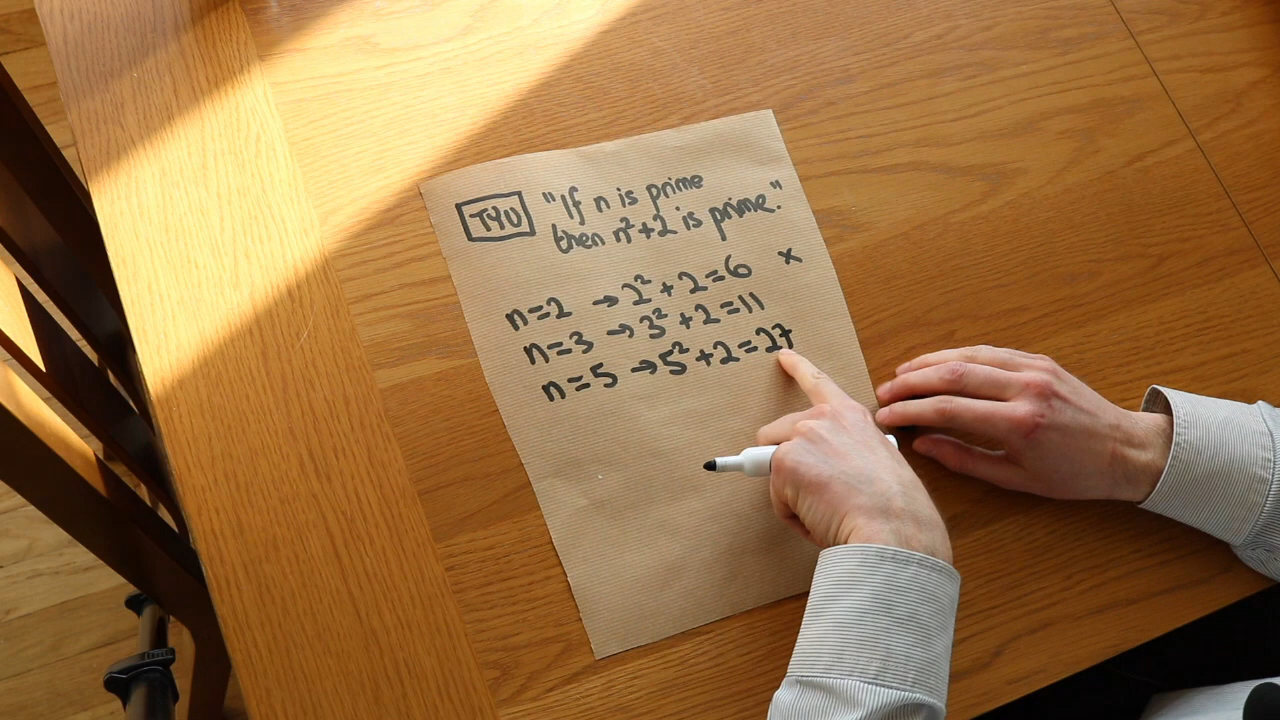 TYU "If n is prime
then n²+2 is prime."
n=2 → 2²+2=6 x
n=3 → 3²+2=11
n=5 → 5²+2=27